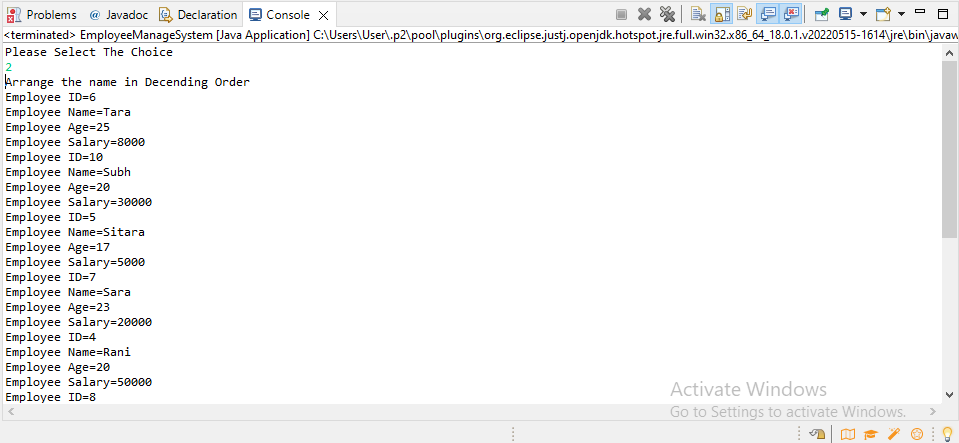 Problems @ Javadoc Declaration Console
<terminated> EmployeeManageSystem [Java Application] C:\Users\User\.p2\pool\plugins\org.eclipse.justj.openjdk.hotspot.jre.full.win32.x86_64_18.0.1.v20220515-1614\jre\bin\javaw
Please Select The Choice
2
Arrange the name in Decending Order
Employee ID=6
Employee Name=Tara
Employee Age=25
Employee Salary=8000
Employee ID=10
Employee Name=Subh
Employee Age=20
Employee Salary=30000
Employee ID=5
Employee Name=Sitara
Employee Age=17
Employee Salary=5000
Employee ID=7
Employee Name=Sara
Employee Age=23
Employee Salary=20000
Employee ID=4
Employee Name=Rani
Employee Age=20
Employee Salary=50000
Employee ID=8
Activate Windows
Go to Settings to activate Windows.